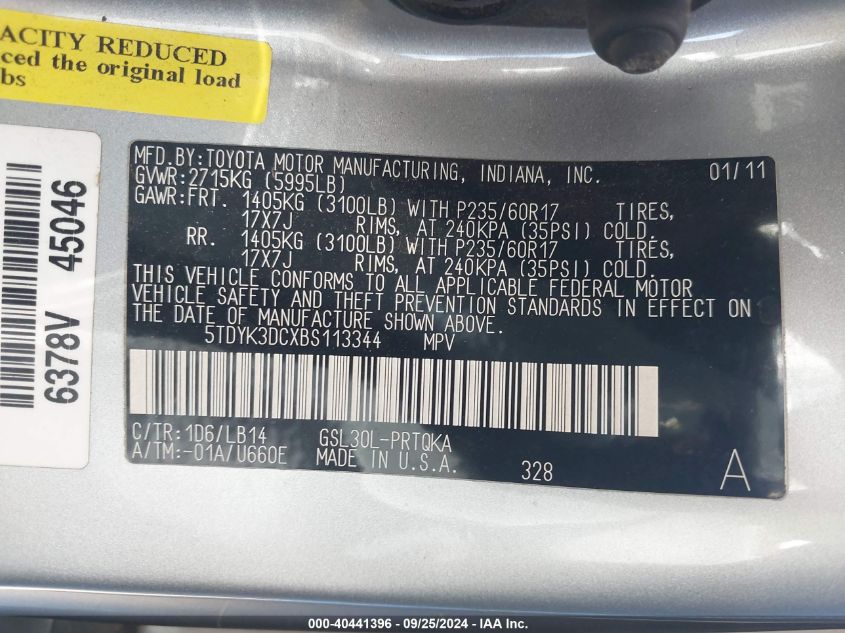 ACITY REDUCED
ced the original load
bs
6378V 45046
MFD.BY:TOYOTA MOTOR MANUFACTURING, INDIANA, INC. 01/11
GVWR:2715KG (5995LB)
GAWR:FRT. 1405KG (3100LB) WITH P235/60R17 TIRES,
17X7J RIMS, AT 240KPA (35PSI) COLD.
RR. 1405KG (3100LB) WITH P235/60R17 TIRES,
17X7J RIMS, AT 240KPA (35PSI) COLD.
THIS VEHICLE CONFORMS TO ALL APPLICABLE FEDERAL MOTOR
VEHICLE SAFETY AND THEFT PREVENTION STANDARDS IN EFFECT ON
THE DATE OF MANUFACTURE SHOWN ABOVE.
5TDYK3DCXBS113344 MPV
C/TR:1D6/LB14 GSL30L-PRTQKA
A/TM:-01A/U660E MADE IN U.S.A. 328 A
000-40441396 - 09/25/2024 - IAAI.com